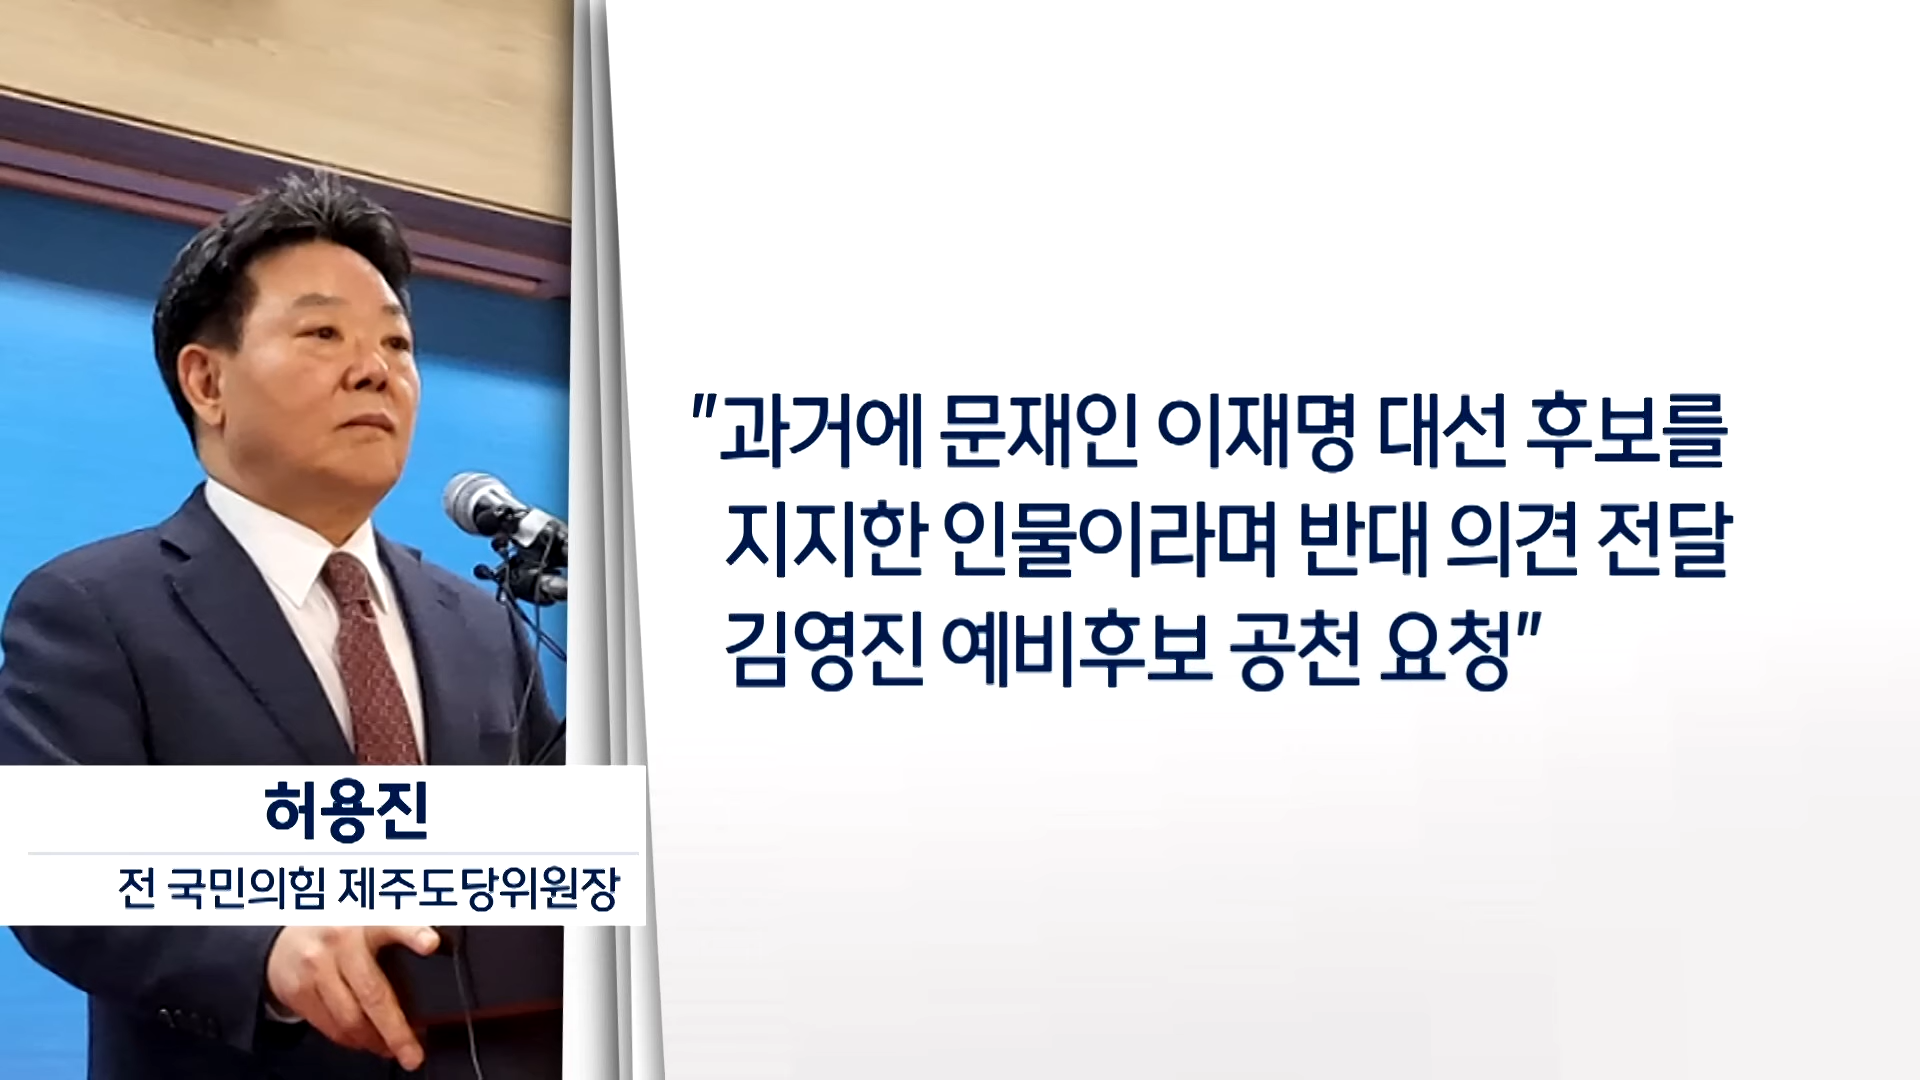 "과거에 문재인 이재명 대선 후보를
지지한 인물이라며 반대 의견 전달
김영진 예비후보 공천 요청"
허용진
전 국민의힘 제주도당위원장